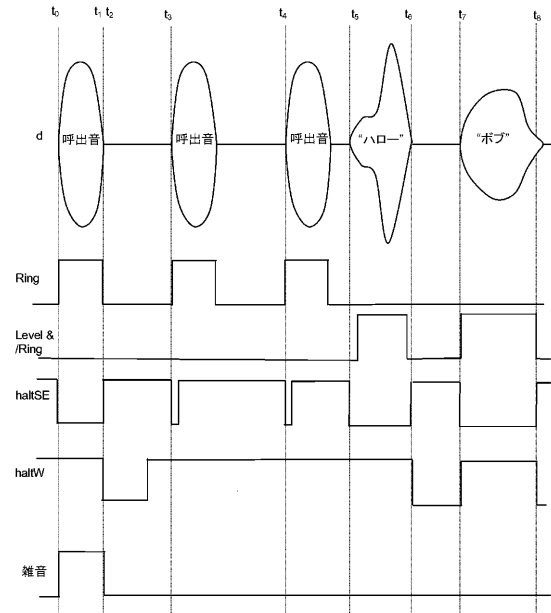 t0 t1 t2 t3 t4 t5 t6 t7 t8
d 呼出音 呼出音 呼出音 “ハロー” “ボブ”
Ring
Level &
/Ring
haltSE
haltW
雑音